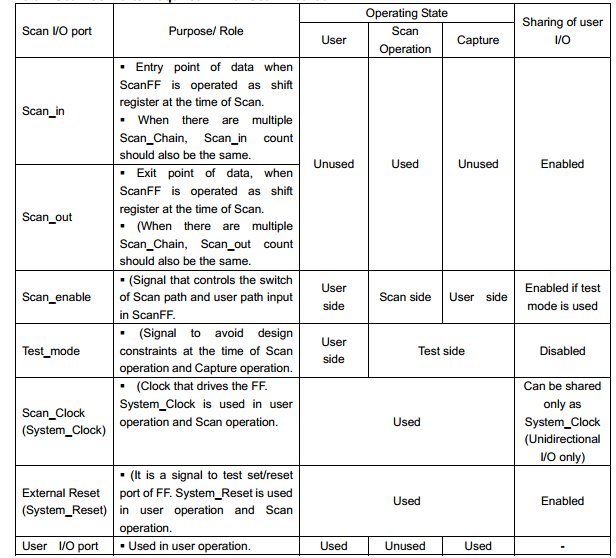 Scan I/O port
Purpose/ Role
Operating State
Sharing of user
I/O
User
Scan
Operation
Capture
Scan_in
▪ Entry point of data when
ScanFF is operated as shift
register at the time of Scan.
▪ When there are multiple
Scan_Chain, Scan_in count
should also be the same.
Unused
Used
Unused
Enabled
Scan_out
▪ Exit point of data, when
ScanFF is operated as shift
register at the time of Scan.
▪ (When there are multiple
Scan_Chain, Scan_out count
should also be the same.
Scan_enable
▪ (Signal that controls the switch
of Scan path and user path input
in ScanFF.
User
side
Scan side
User side
Enabled if test
mode is used
Test_mode
▪ (Signal to avoid design
constraints at the time of Scan
operation and Capture operation.
User
side
Test side
Disabled
Scan_Clock
(System_Clock)
▪ (Clock that drives the FF.
System_Clock is used in user
operation and Scan operation.
Used
Can be shared
only as
System_Clock
(Unidirectional
I/O only)
External Reset
(System_Reset)
▪ (It is a signal to test set/reset
port of FF. System_Reset is used
in user operation and Scan
operation.
Used
Enabled
User I/O port
▪ Used in user operation.
Used
Unused
Used
-